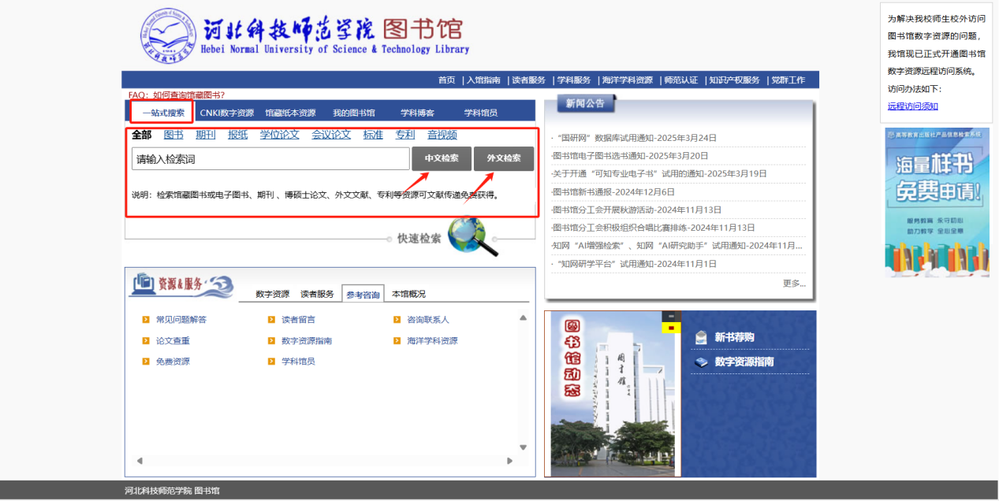 河北科技师范学院 图书馆
Hebei Normal University of Science & Technology Library
首页 | 入馆指南 | 读者服务 | 学科服务 | 海洋学科资源 | 师范认证 | 知识产权服务 | 党群工作
FAQ: 如何查询馆藏图书?
一站式搜索 CNKI数字资源 馆藏纸本资源 我的图书馆 学科博客 学科馆员
全部 图书 期刊 报纸 学位论文 会议论文 标准 专利 音视频
请输入检索词 中文检索 外文检索
说明：检索馆藏图书或电子图书、期刊 、博硕士论文、外文文献、专利等资源可文献传递免费获得。
快速检索
新闻公告
·“国研网”数据库试用通知-2025年3月24日
·图书馆电子图书选书通知-2025年3月20日
·关于开通“可知专业电子书”试用的通知-2025年3月19日
·图书馆新书通报-2024年12月6日
·图书馆分工会开展秋游活动-2024年11月13日
·图书馆分工会积极组织合唱比赛排练-2024年11月13日
·知网“AI增强检索”、知网“AI研究助手”试用通知-2024年11月...
·“知网研学平台”试用通知-2024年11月1日
更多...
资源&服务
数字资源 读者服务 参考咨询 本馆概况
常见问题解答 读者留言 咨询联系人
论文查重 数字资源指南 海洋学科资源
免费资源 学科馆员
图书馆动态
图书馆
新书荐购
数字资源指南
为解决我校师生校外访问
图书馆数字资源的问题，
我馆现已正式开通图书馆
数字资源远程访问系统。
访问办法如下：
远程访问须知
高等教育出版社产品信息检索系统
海量样书
免费申请!
服务教育 永守初心
助力教学 全心全意
河北科技师范学院 图书馆